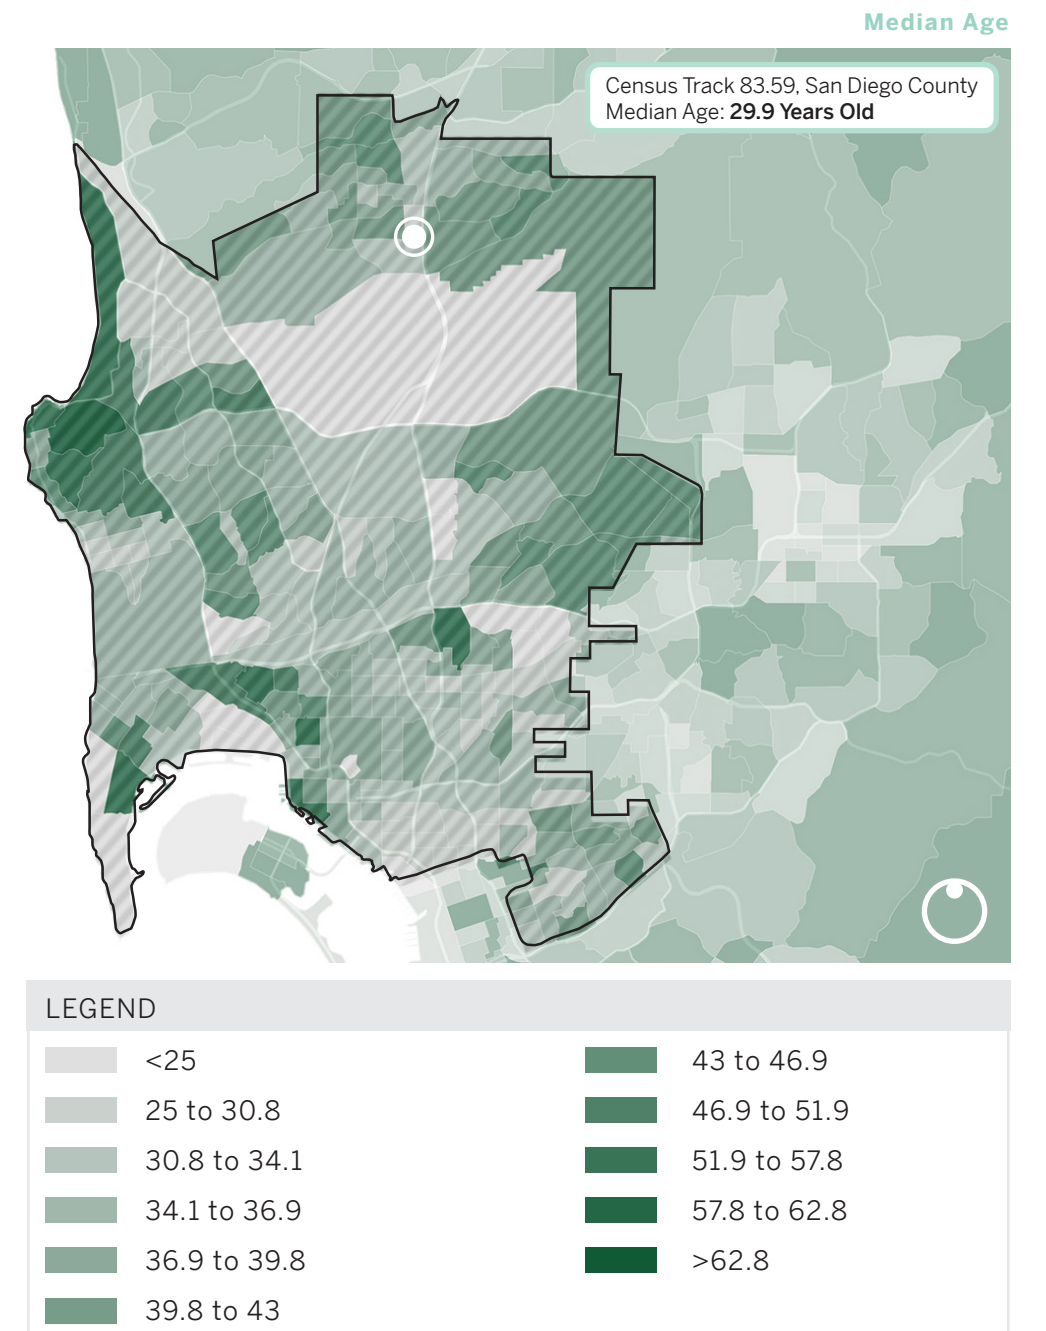 Median Age
Census Track 83.59, San Diego County
Median Age: 29.9 Years Old
LEGEND
<25
25 to 30.8
30.8 to 34.1
34.1 to 36.9
36.9 to 39.8
39.8 to 43
43 to 46.9
46.9 to 51.9
51.9 to 57.8
57.8 to 62.8
>62.8